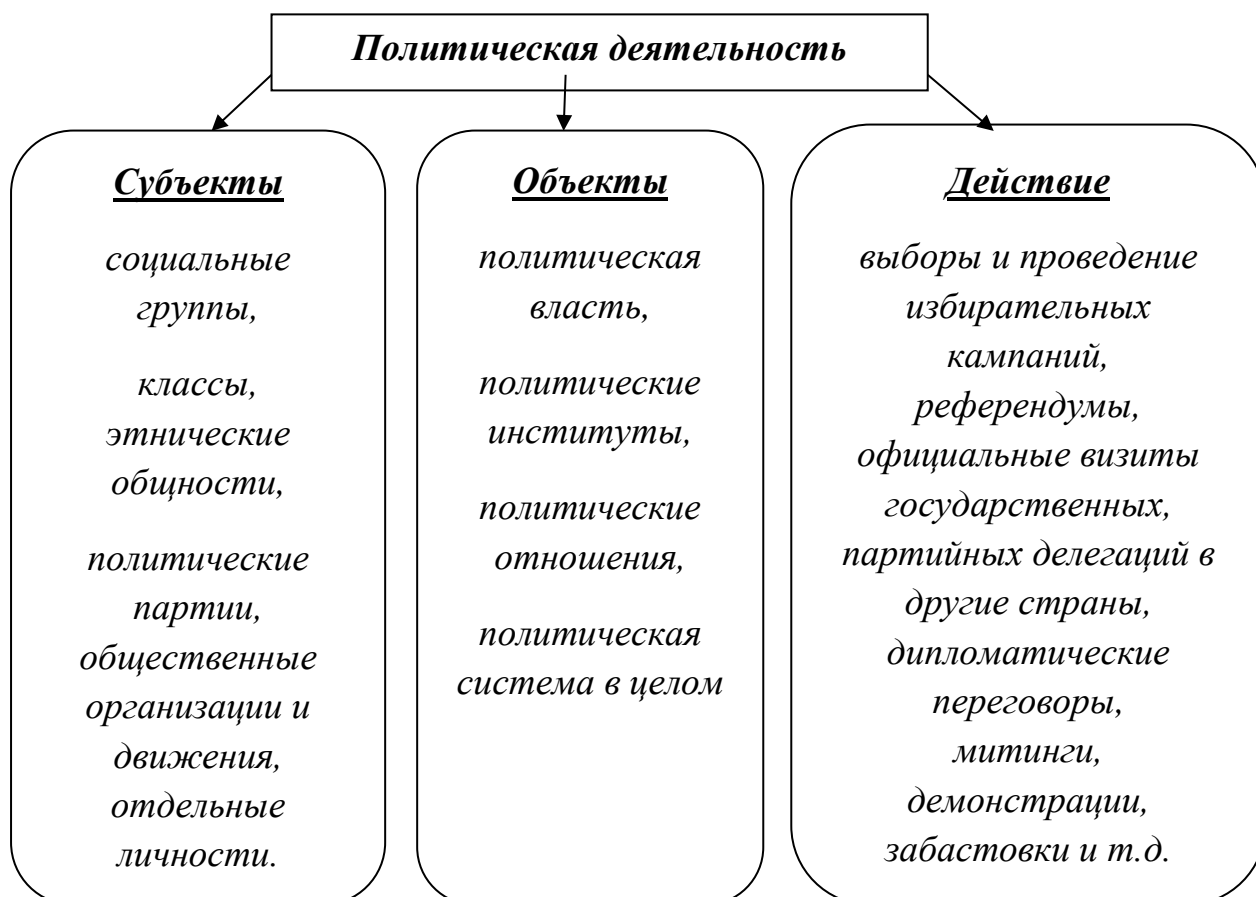 Политическая деятельность
Субъекты
социальные
группы,
классы,
этнические
общности,
политические
партии,
общественные
организации и
движения,
отдельные
личности.
Объекты
политическая
власть,
политические
институты,
политические
отношения,
политическая
система в целом
Действие
выборы и проведение
избирательных
кампаний,
референдумы,
официальные визиты
государственных,
партийных делегаций в
другие страны,
дипломатические
переговоры,
митинги,
демонстрации,
забастовки и т.д.